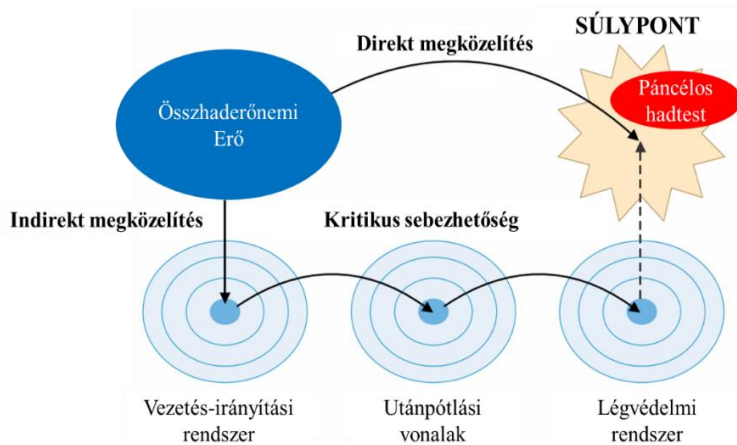 SÚLYPONT
Direkt megközelítés
Páncélos
hadtest
Összhaderőnemi
Erő
Indirekt megközelítés
Kritikus sebezhetőség
Vezetés-irányítási
rendszer
Utánpótlási
vonalak
Légvédelmi
rendszer